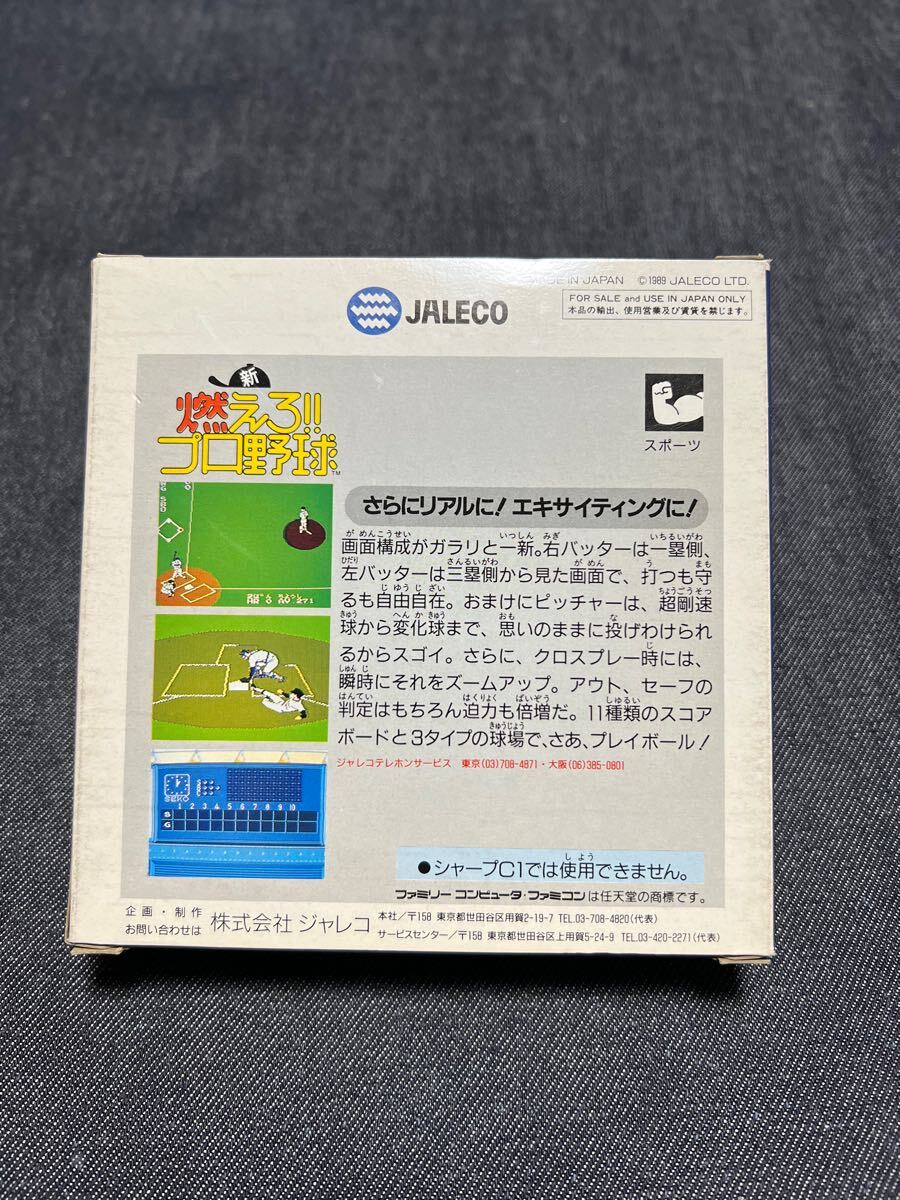 MADE IN JAPAN ©1989 JALECO LTD.
JALECO
FOR SALE and USE IN JAPAN ONLY
本品の輸出、使用営業及び賃貸を禁じます。
新
燃えろ!!
プロ野球™
スポーツ
さらにリアルに!エキサイティングに!
画面構成がガラリと一新。右バッターは一塁側、
左バッターは三塁側から見た画面で、打つも守
るも自由自在。おまけにピッチャーは、超剛速
球から変化球まで、思いのままに投げわけられ
るからスゴイ。さらに、クロスプレー時には、
瞬時にそれをズームアップ。アウト、セーフの
判定はもちろん迫力も倍増だ。11種類のスコア
ボードと3タイプの球場で、さあ、プレイボール!
ジャレコテレホンサービス 東京(03)708-4871・大阪(06)385-0801
SEIKO
1 2 3 4 5 6 7 8 9 10
S
G
●シャープC1では使用できません。
ファミリーコンピュータ・ファミコンは任天堂の商標です。
企画・制作
お問い合わせは
株式会社 ジャレコ
本社/〒158 東京都世田谷区用賀2-19-7 TEL.03-708-4820(代表)
サービスセンター/〒158 東京都世田谷区上用賀5-24-9 TEL.03-420-2271(代表)